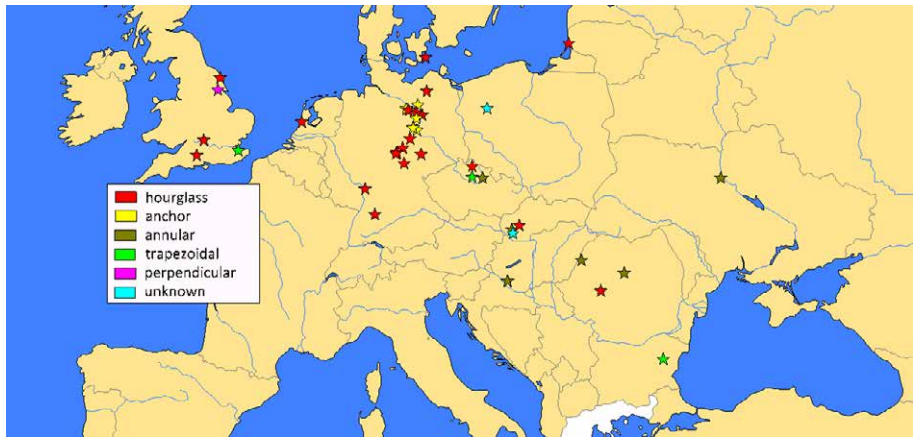 hourglass
anchor
annular
trapezoidal
perpendicular
unknown